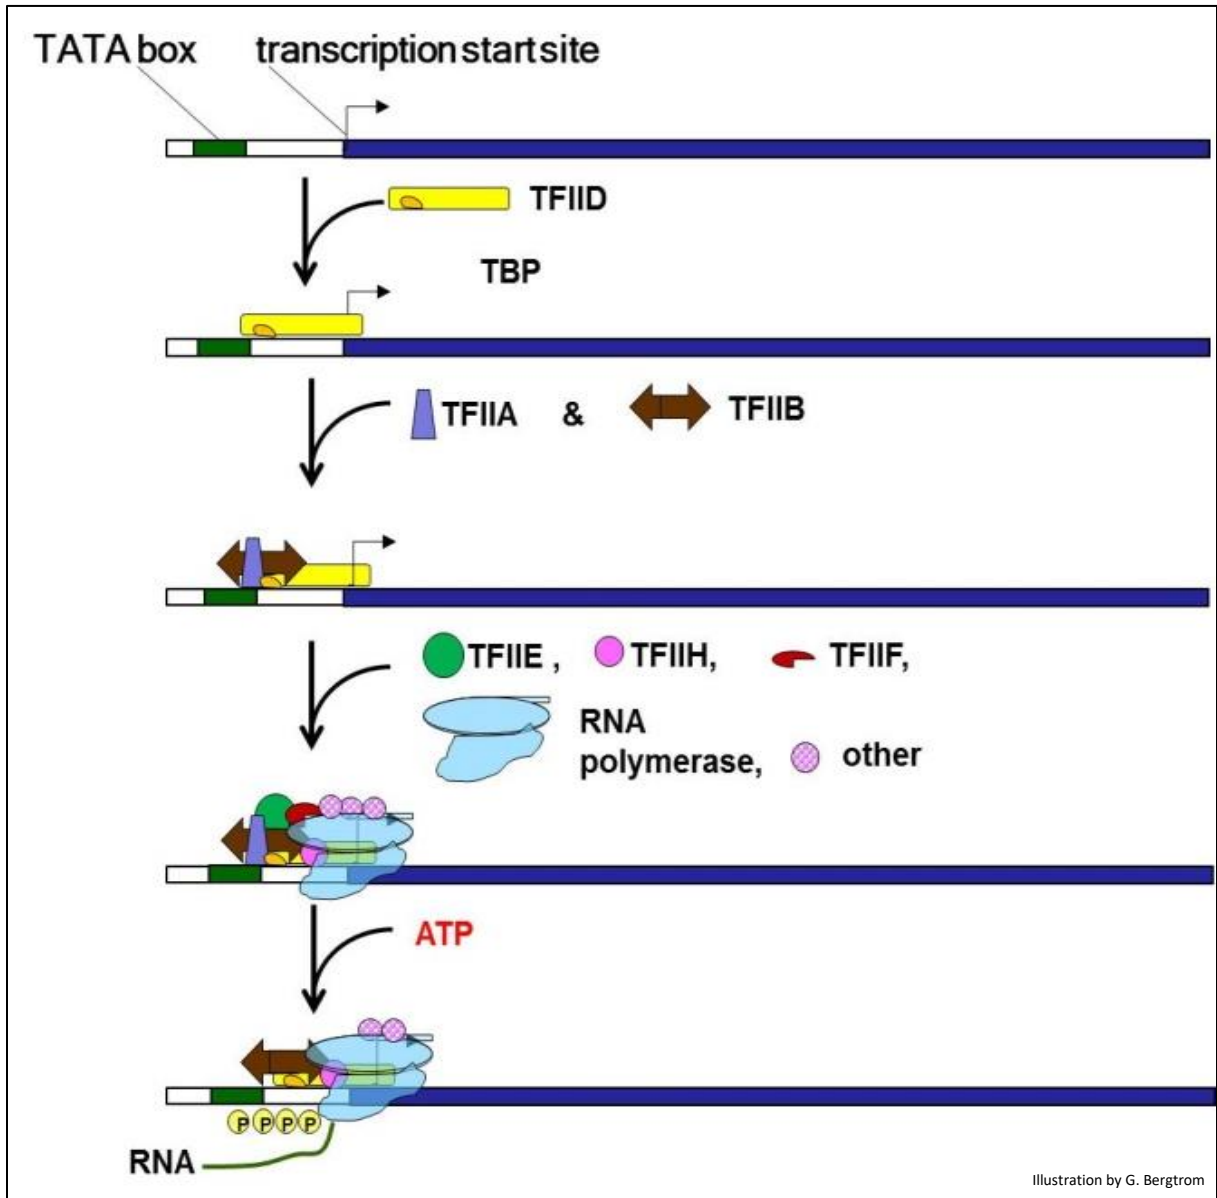 TATA box transcription start site
TFIID
TBP
TFIIA & TFIIB
TFIIE , TFIIH, TFIIF,
RNA
polymerase, other
ATP
P P P P
RNA
Illustration by G. Bergtrom